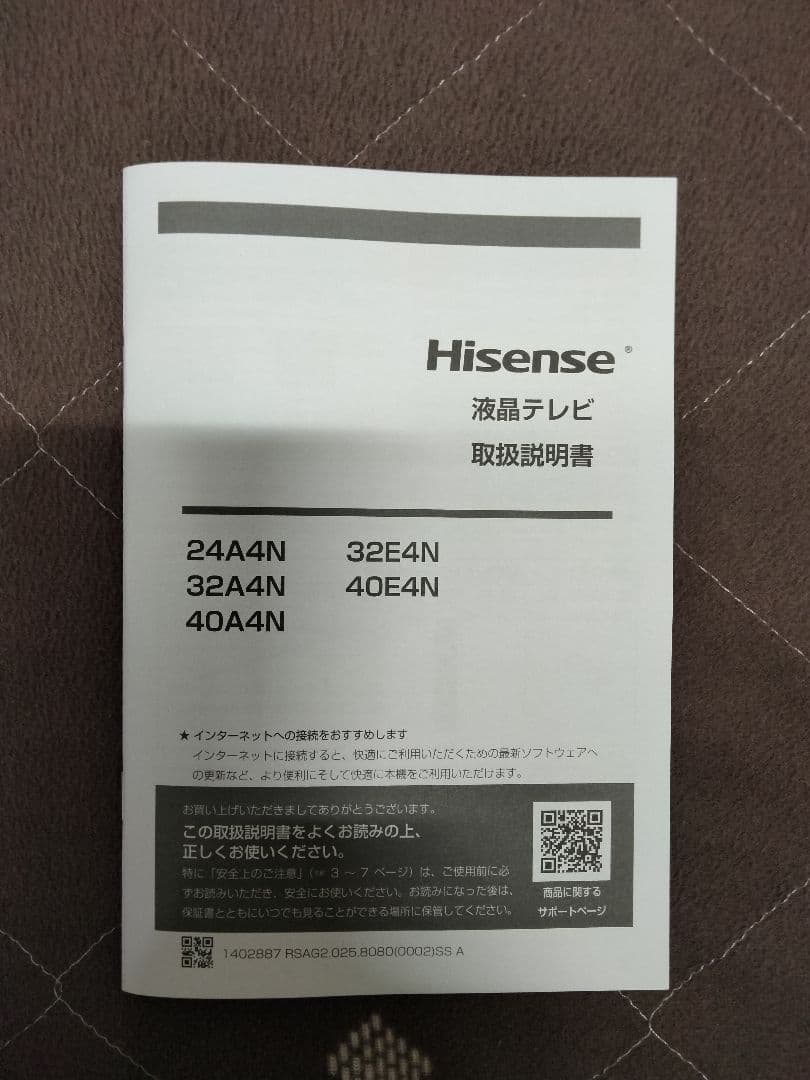 Hisense®
液晶テレビ
取扱説明書
24A4N 32E4N
32A4N 40E4N
40A4N
★ インターネットへの接続をおすすめします
インターネットに接続すると、快適にご利用いただくための最新ソフトウェアへ
の更新など、より便利にそして快適に本機をご利用いただけます。
お買い上げいただきましてありがとうございます。
この取扱説明書をよくお読みの上、
正しくお使いください。
特に「安全上のご注意」(☞ 3 ～ 7 ページ) は、ご使用前に必
ずお読みいただき、安全にお使いください。お読みになった後は、
保証書とともにいつでも見ることができる場所に保管してください。
商品に関する
サポートページ
1402887 RSAG2.025.8080(0002)SS A